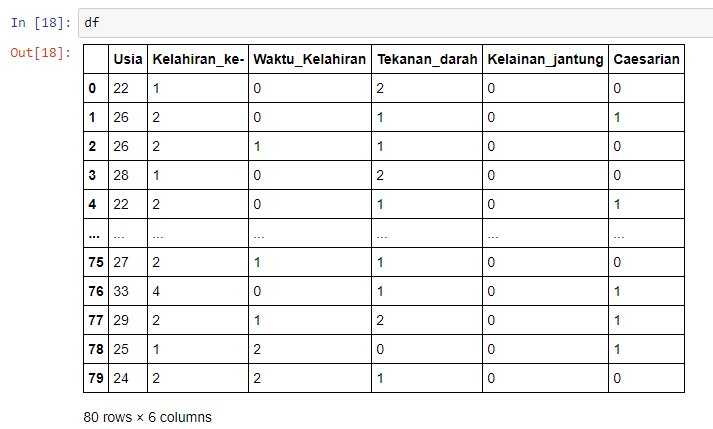 In [18]: df
Out[18]:
Usia Kelahiran_ke- Waktu_Kelahiran Tekanan_darah Kelainan_jantung Caesarian
0 22 1 0 2 0 0
1 26 2 0 1 0 1
2 26 2 1 1 0 0
3 28 1 0 2 0 0
4 22 2 0 1 0 1
... ... ... ... ... ... ...
75 27 2 1 1 0 0
76 33 4 0 1 0 1
77 29 2 1 2 0 1
78 25 1 2 0 0 1
79 24 2 2 1 0 0
80 rows × 6 columns